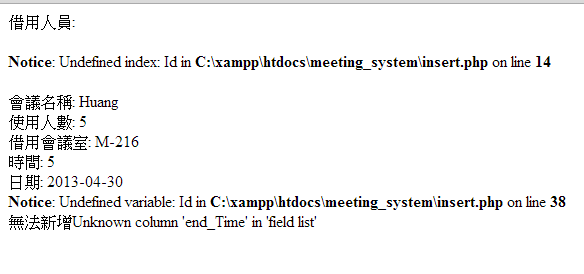 借用人員:
Notice: Undefined index: Id in C:\xampp\htdocs\meeting_system\insert.php on line 14
會議名稱: Huang
使用人數: 5
借用會議室: M-216
時間: 5
日期: 2013-04-30
Notice: Undefined variable: Id in C:\xampp\htdocs\meeting_system\insert.php on line 38
無法新增Unknown column 'end_Time' in 'field list'